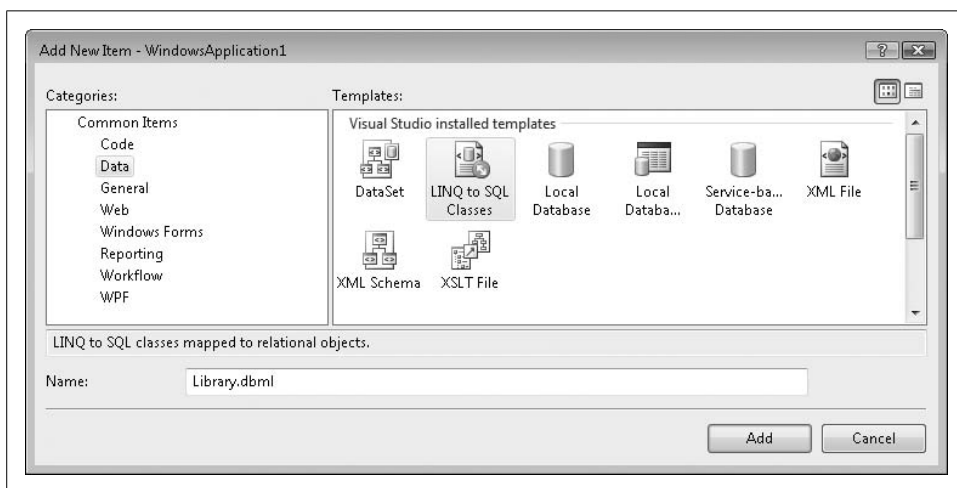 Add New Item - WindowsApplication1
Categories:
Templates:
Common Items
Code
Data
General
Web
Windows Forms
Reporting
Workflow
WPF
Visual Studio installed templates
DataSet
LINQ to SQL
Classes
Local
Database
Local
Databa...
Service-ba...
Database
XML File
XML Schema
XSLT File
LINQ to SQL classes mapped to relational objects.
Name:
Library.dbml
Add
Cancel